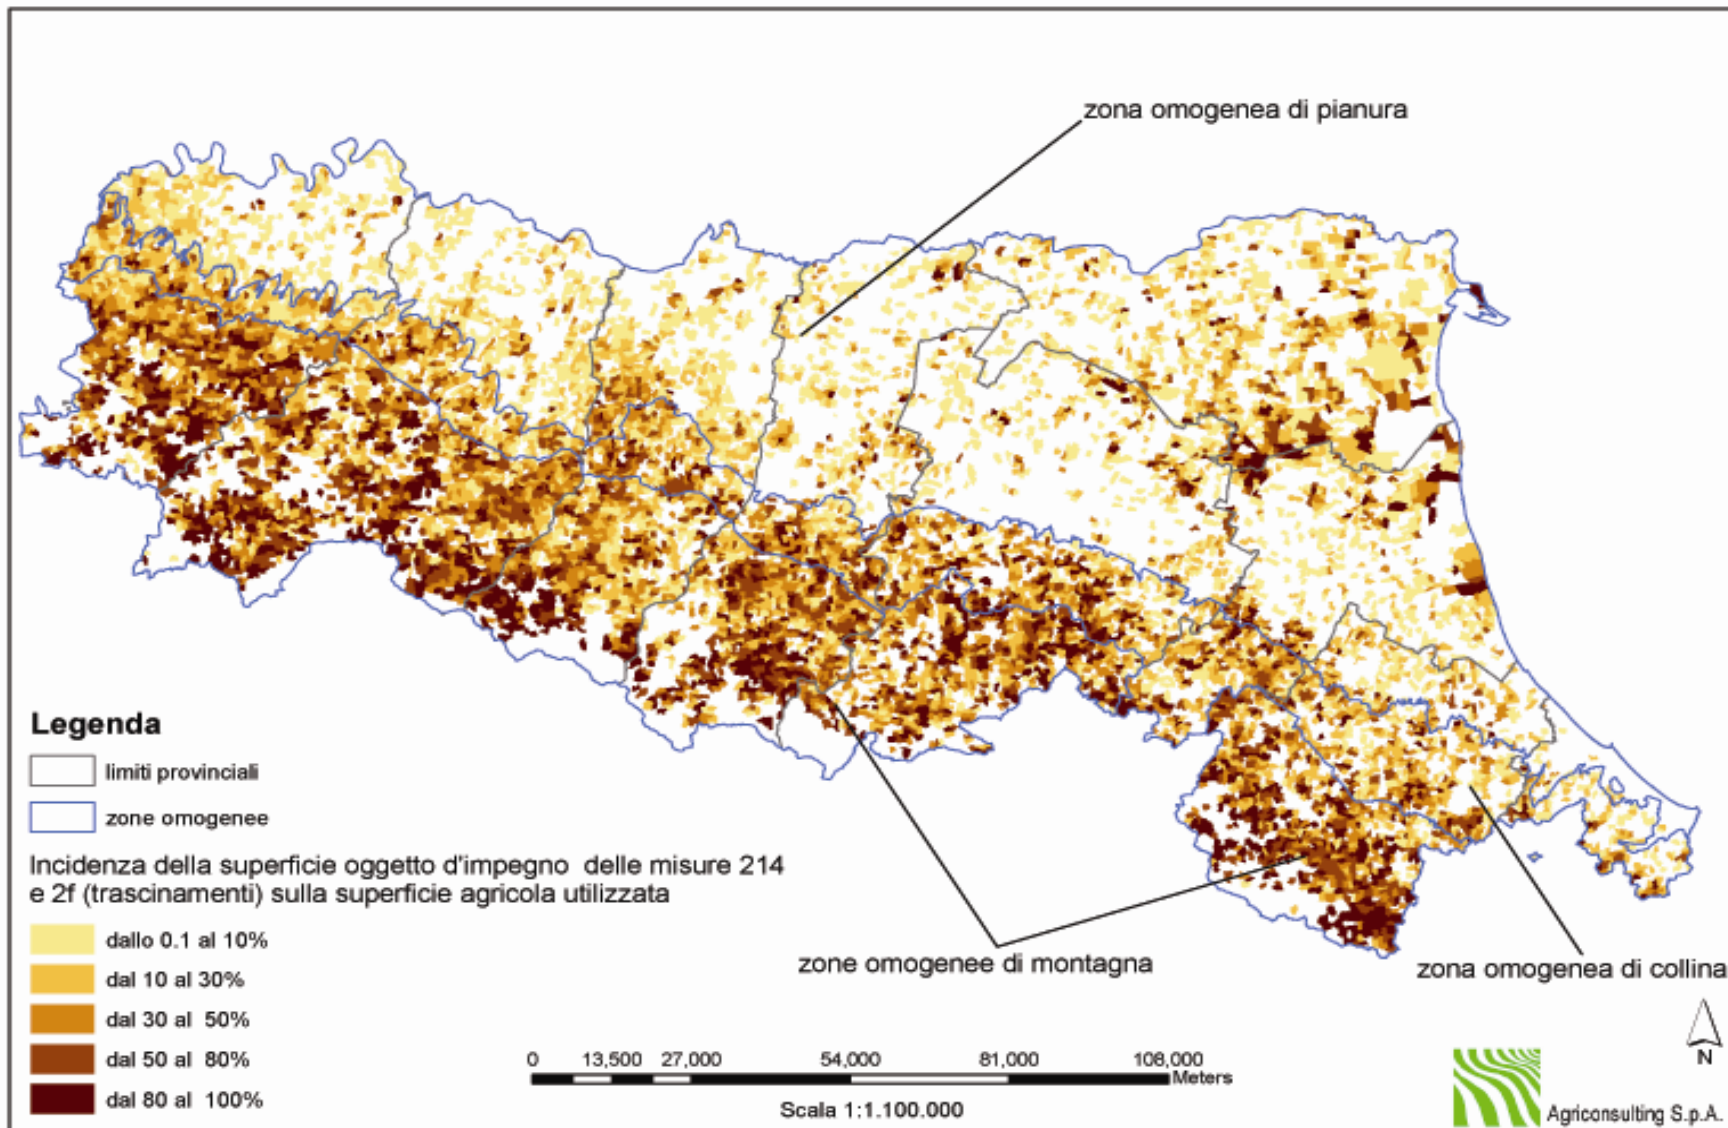 zona omogenea di pianura
Legenda
limiti provinciali
zone omogenee
Incidenza della superficie oggetto d'impegno delle misure 214
e 2f (trascinamenti) sulla superficie agricola utilizzata
dallo 0.1 al 10%
dal 10 al 30%
dal 30 al 50%
dal 50 al 80%
dal 80 al 100%
zone omogenee di montagna
zona omogenea di collina
N
0 13,500 27,000 54,000 81,000 108,000
Meters
Scala 1:1.100.000
Agriconsulting S.p.A.